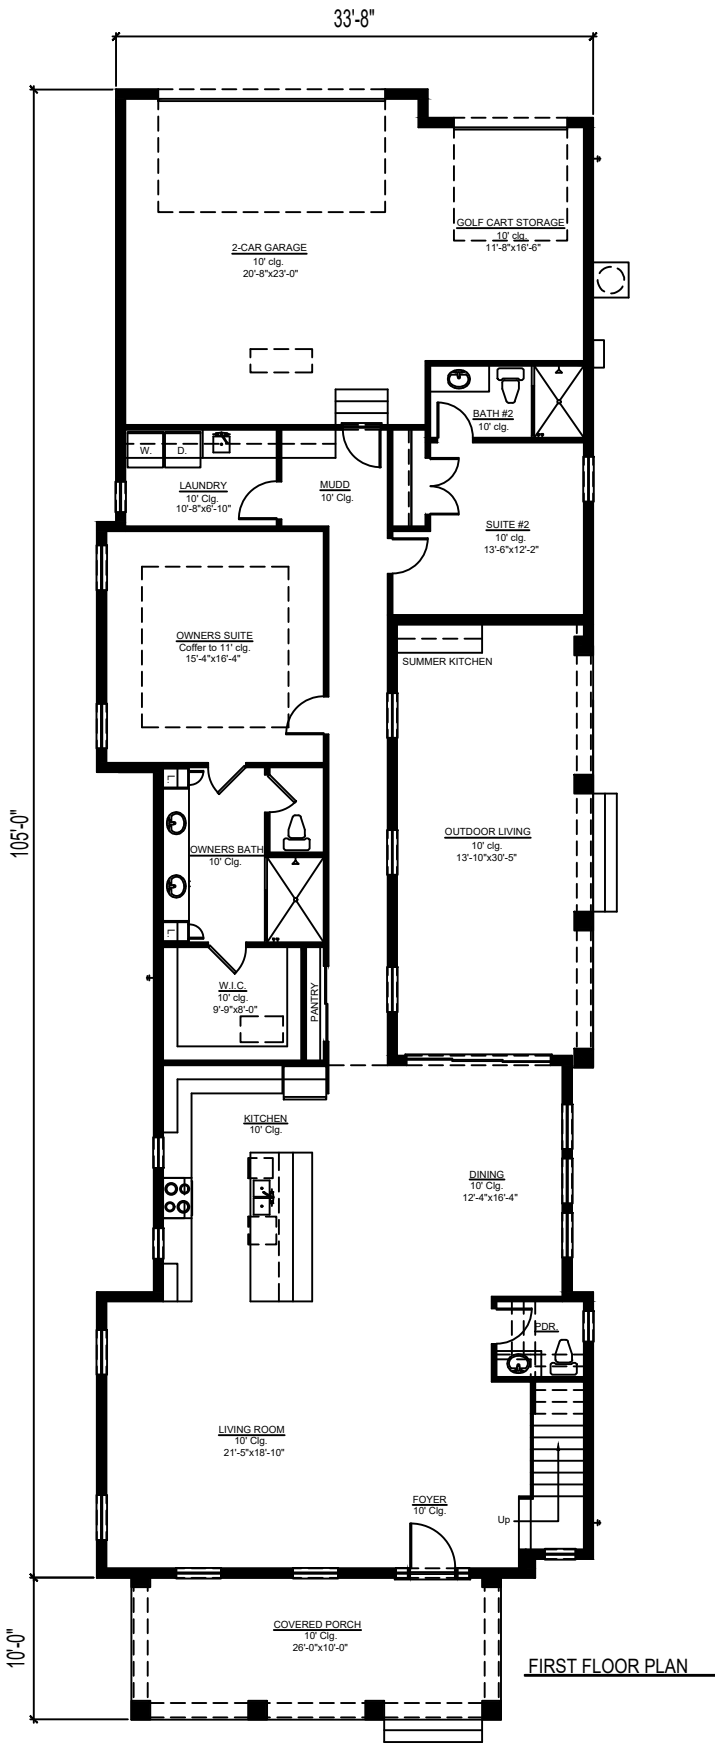 33'-8"
GOLF CART STORAGE
10' clg.
11'-8"x16'-6"
2-CAR GARAGE
10' clg.
20'-8"x23'-0"
BATH #2
10' clg.
W.
D.
LAUNDRY
10' Clg.
10'-8"x6'-10"
MUDD
10' Clg.
SUITE #2
10' clg.
13'-6"x12'-2"
OWNERS SUITE
Coffer to 11' clg.
15'-4"x16'-4"
SUMMER KITCHEN
L.
105'-0"
OUTDOOR LIVING
10' clg.
13'-10"x30'-5"
OWNERS BATH
10' Clg.
L.
W.I.C.
10' clg.
9'-9"x8'-0"
PANTRY
KITCHEN
10' Clg.
DINING
10' Clg.
12'-4"x16'-4"
PDR.
LIVING ROOM
10' Clg.
21'-5"x18'-10"
FOYER
10' Clg.
Up
COVERED PORCH
10' Clg.
26'-0"x10'-0"
10'-0"
FIRST FLOOR PLAN